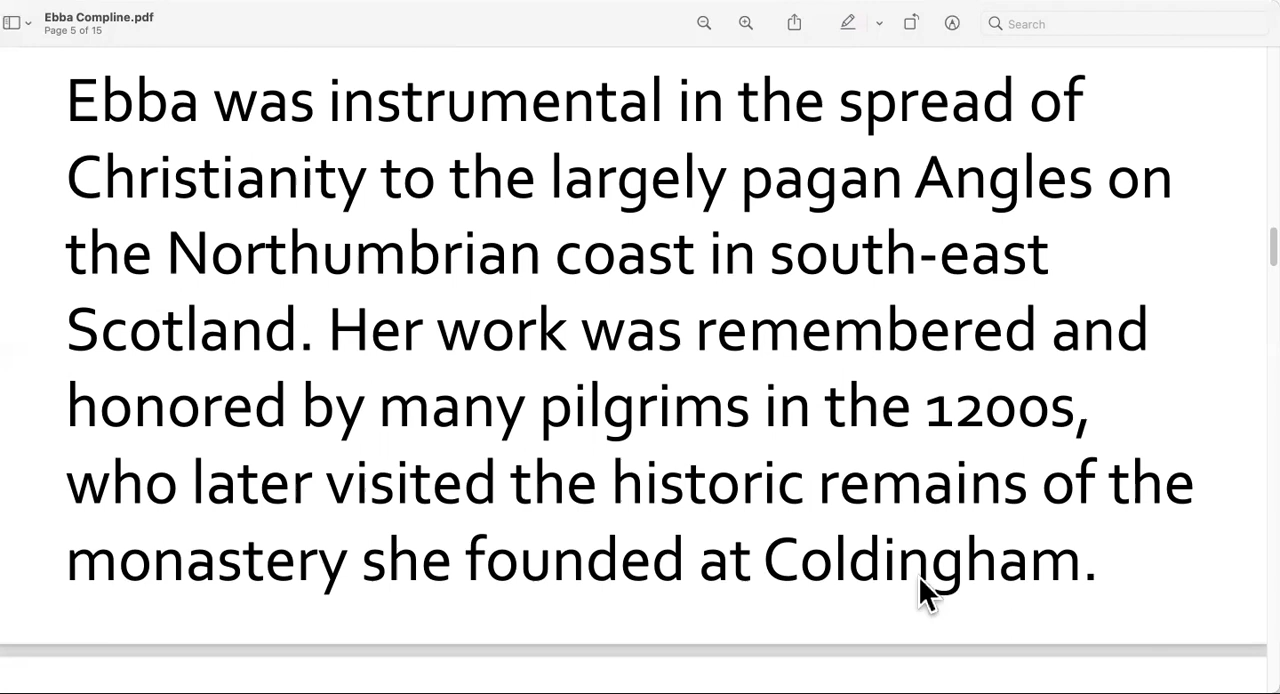 Ebba Compline.pdf
Page 5 of 15
Search
Ebba was instrumental in the spread of
Christianity to the largely pagan Angles on
the Northumbrian coast in south-east
Scotland. Her work was remembered and
honored by many pilgrims in the 1200s,
who later visited the historic remains of the
monastery she founded at Coldingham.